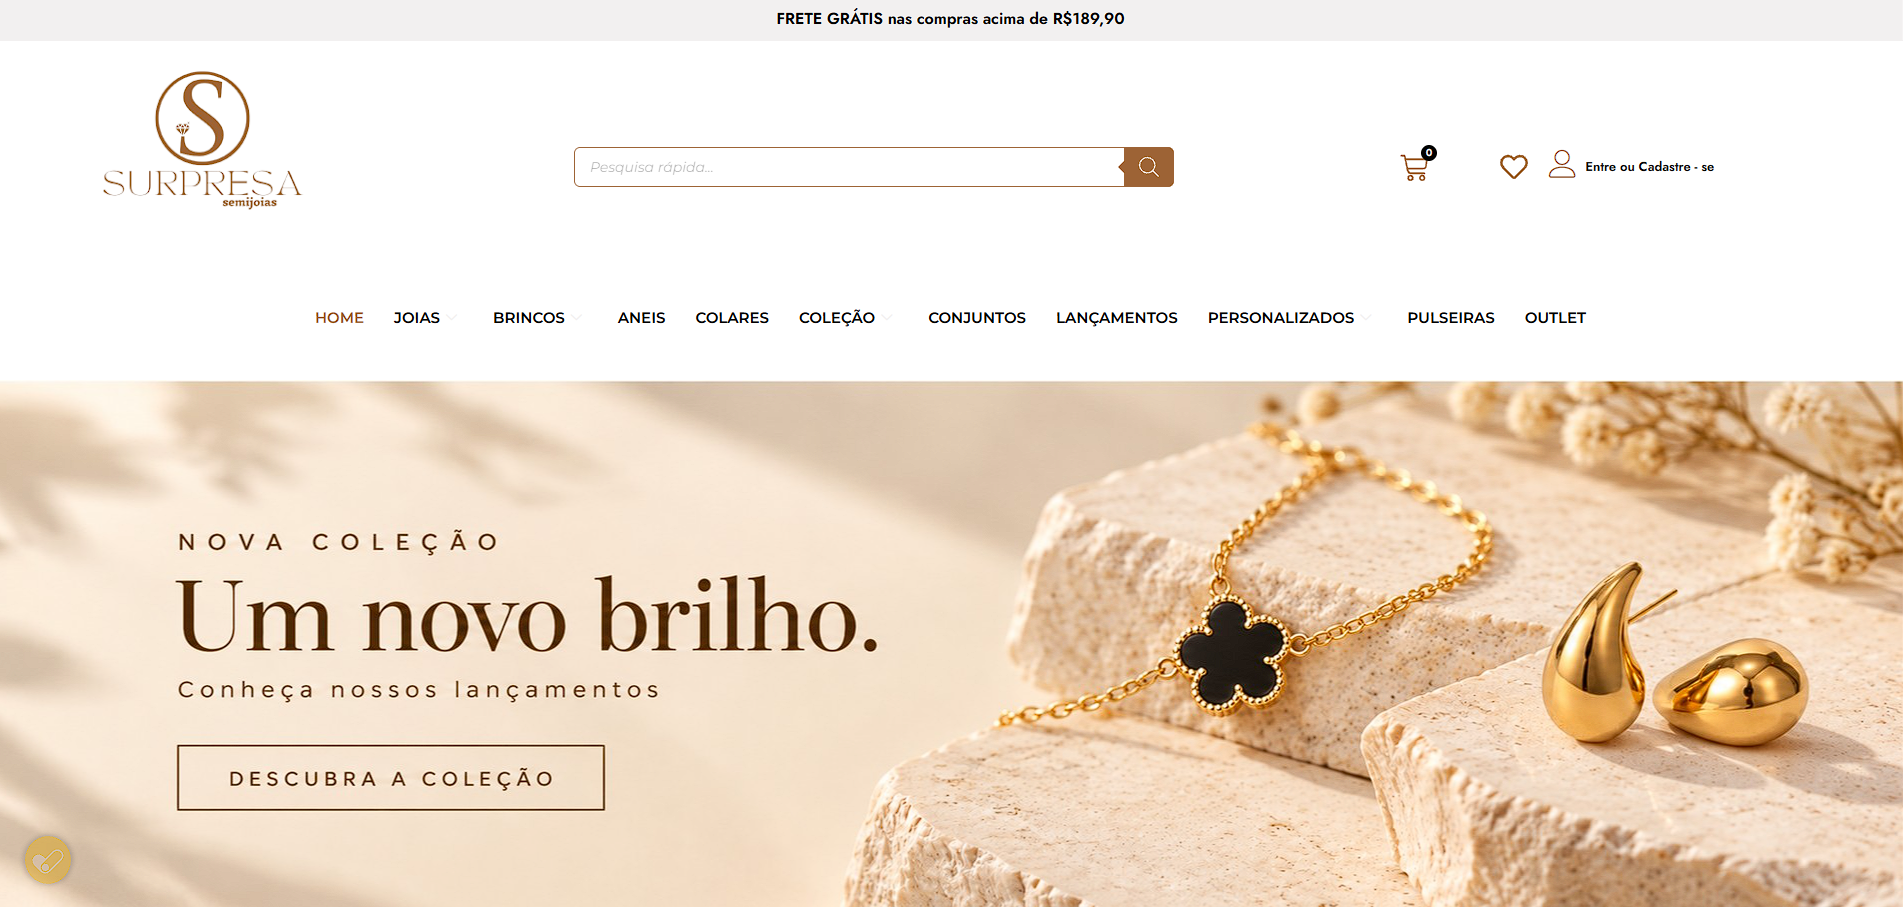 FRETE GRÁTIS nas compras acima de R$189,90
S
SURPRESA
semijoias
Pesquisa rápida...
0
Entre ou Cadastre - se
HOME JOIAS BRINCOS ANEIS COLARES COLEÇÃO CONJUNTOS LANÇAMENTOS PERSONALIZADOS PULSEIRAS OUTLET
NOVA COLEÇÃO
Um novo brilho.
Conheça nossos lançamentos
DESCUBRA A COLEÇÃO